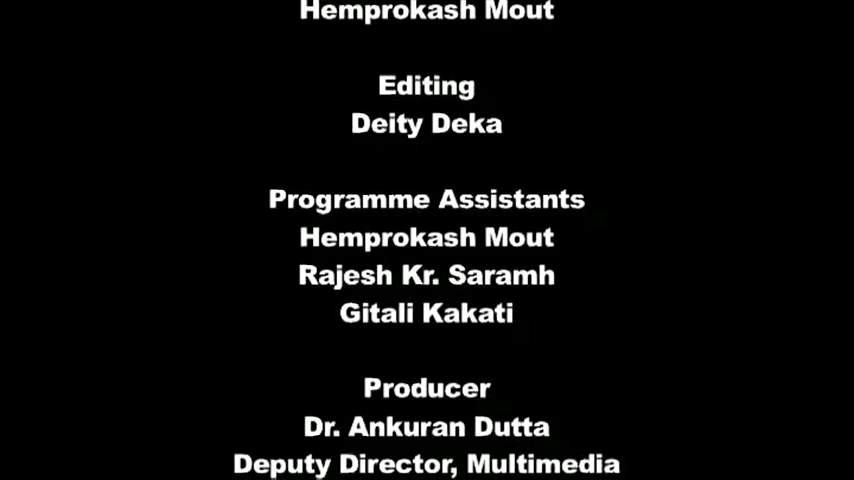 Hemprokash Mout
Editing
Deity Deka
Programme Assistants
Hemprokash Mout
Rajesh Kr. Saramh
Gitali Kakati
Producer
Dr. Ankuran Dutta
Deputy Director, Multimedia